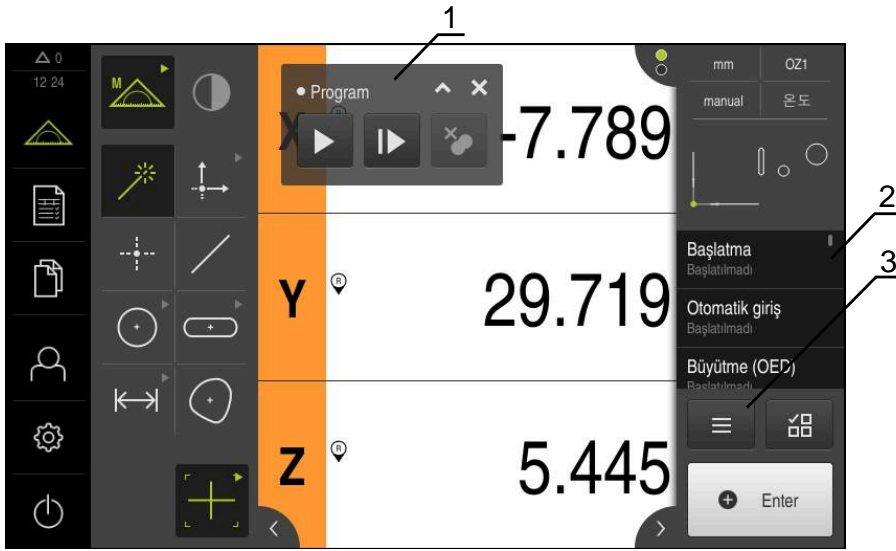 1
0
12 24
M
Program
X
-7.789
mm
OZ1
manual
온도
2
Başlatma
Başlatılmadı
3
Y
R
29.719
Otomatik giriş
Başlatılmadı
Büyütme (OED)
Başlatılmadı
Z
R
5.445
Enter